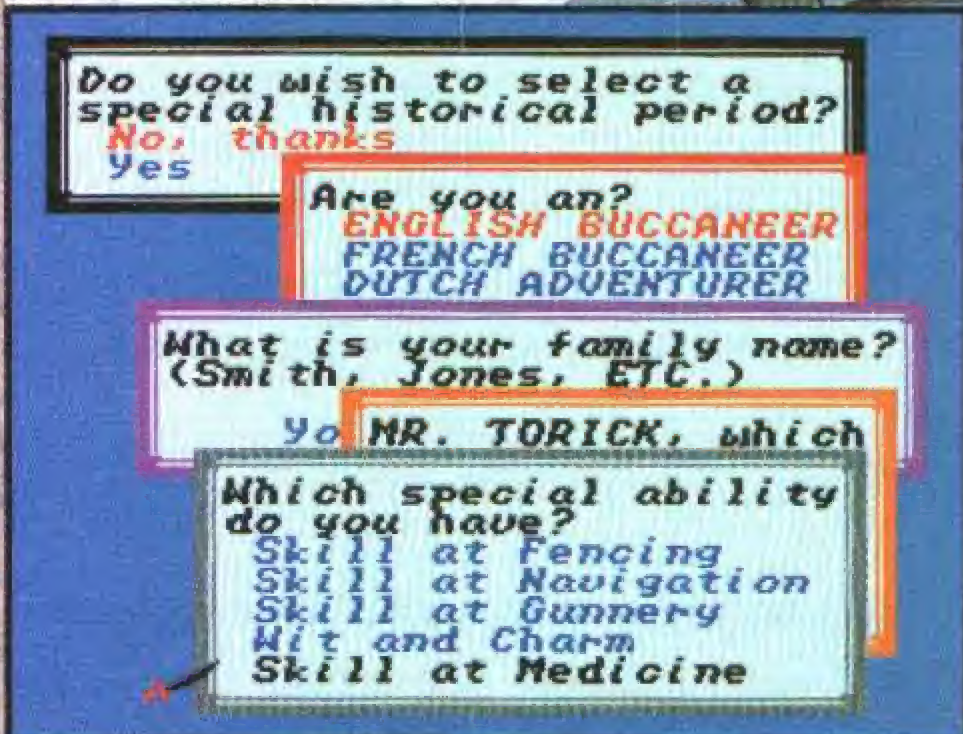 Do you wish to select a
special historical period?
No, thanks
Yes
Are you an?
ENGLISH BUCCANEER
FRENCH BUCCANEER
DUTCH ADVENTURER
What is your family name?
(Smith, Jones, ETC.)
Yo
MR. TORICK, which
Which special ability
do you have?
Skill at Fencing
Skill at Navigation
Skill at Gunnery
Wit and Charm
Skill at Medicine